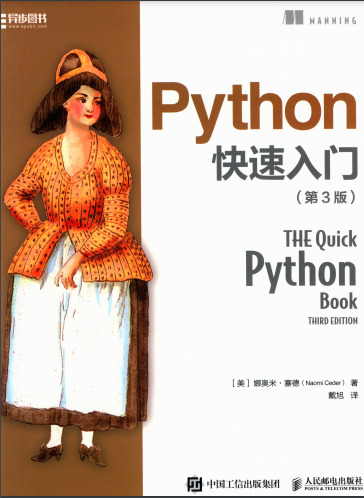 异步图书
www.epubit.com
MANNING
Python
快速入门
（第3版）
THE Quick
Python
Book
THIRD EDITION
［美］娜奥米·塞德（Naomi Ceder）著
戴旭 译
中国工信出版集团
人民邮电出版社
POSTS & TELECOM PRESS